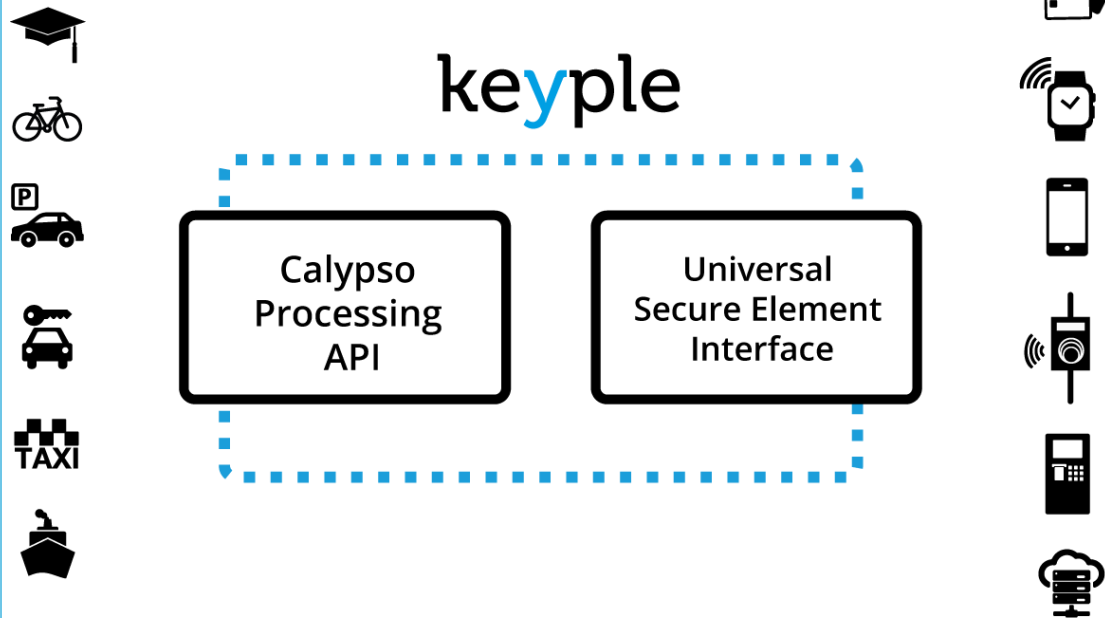 keyple
P
Calypso
Processing
API
Universal
Secure Element
Interface
TAXI